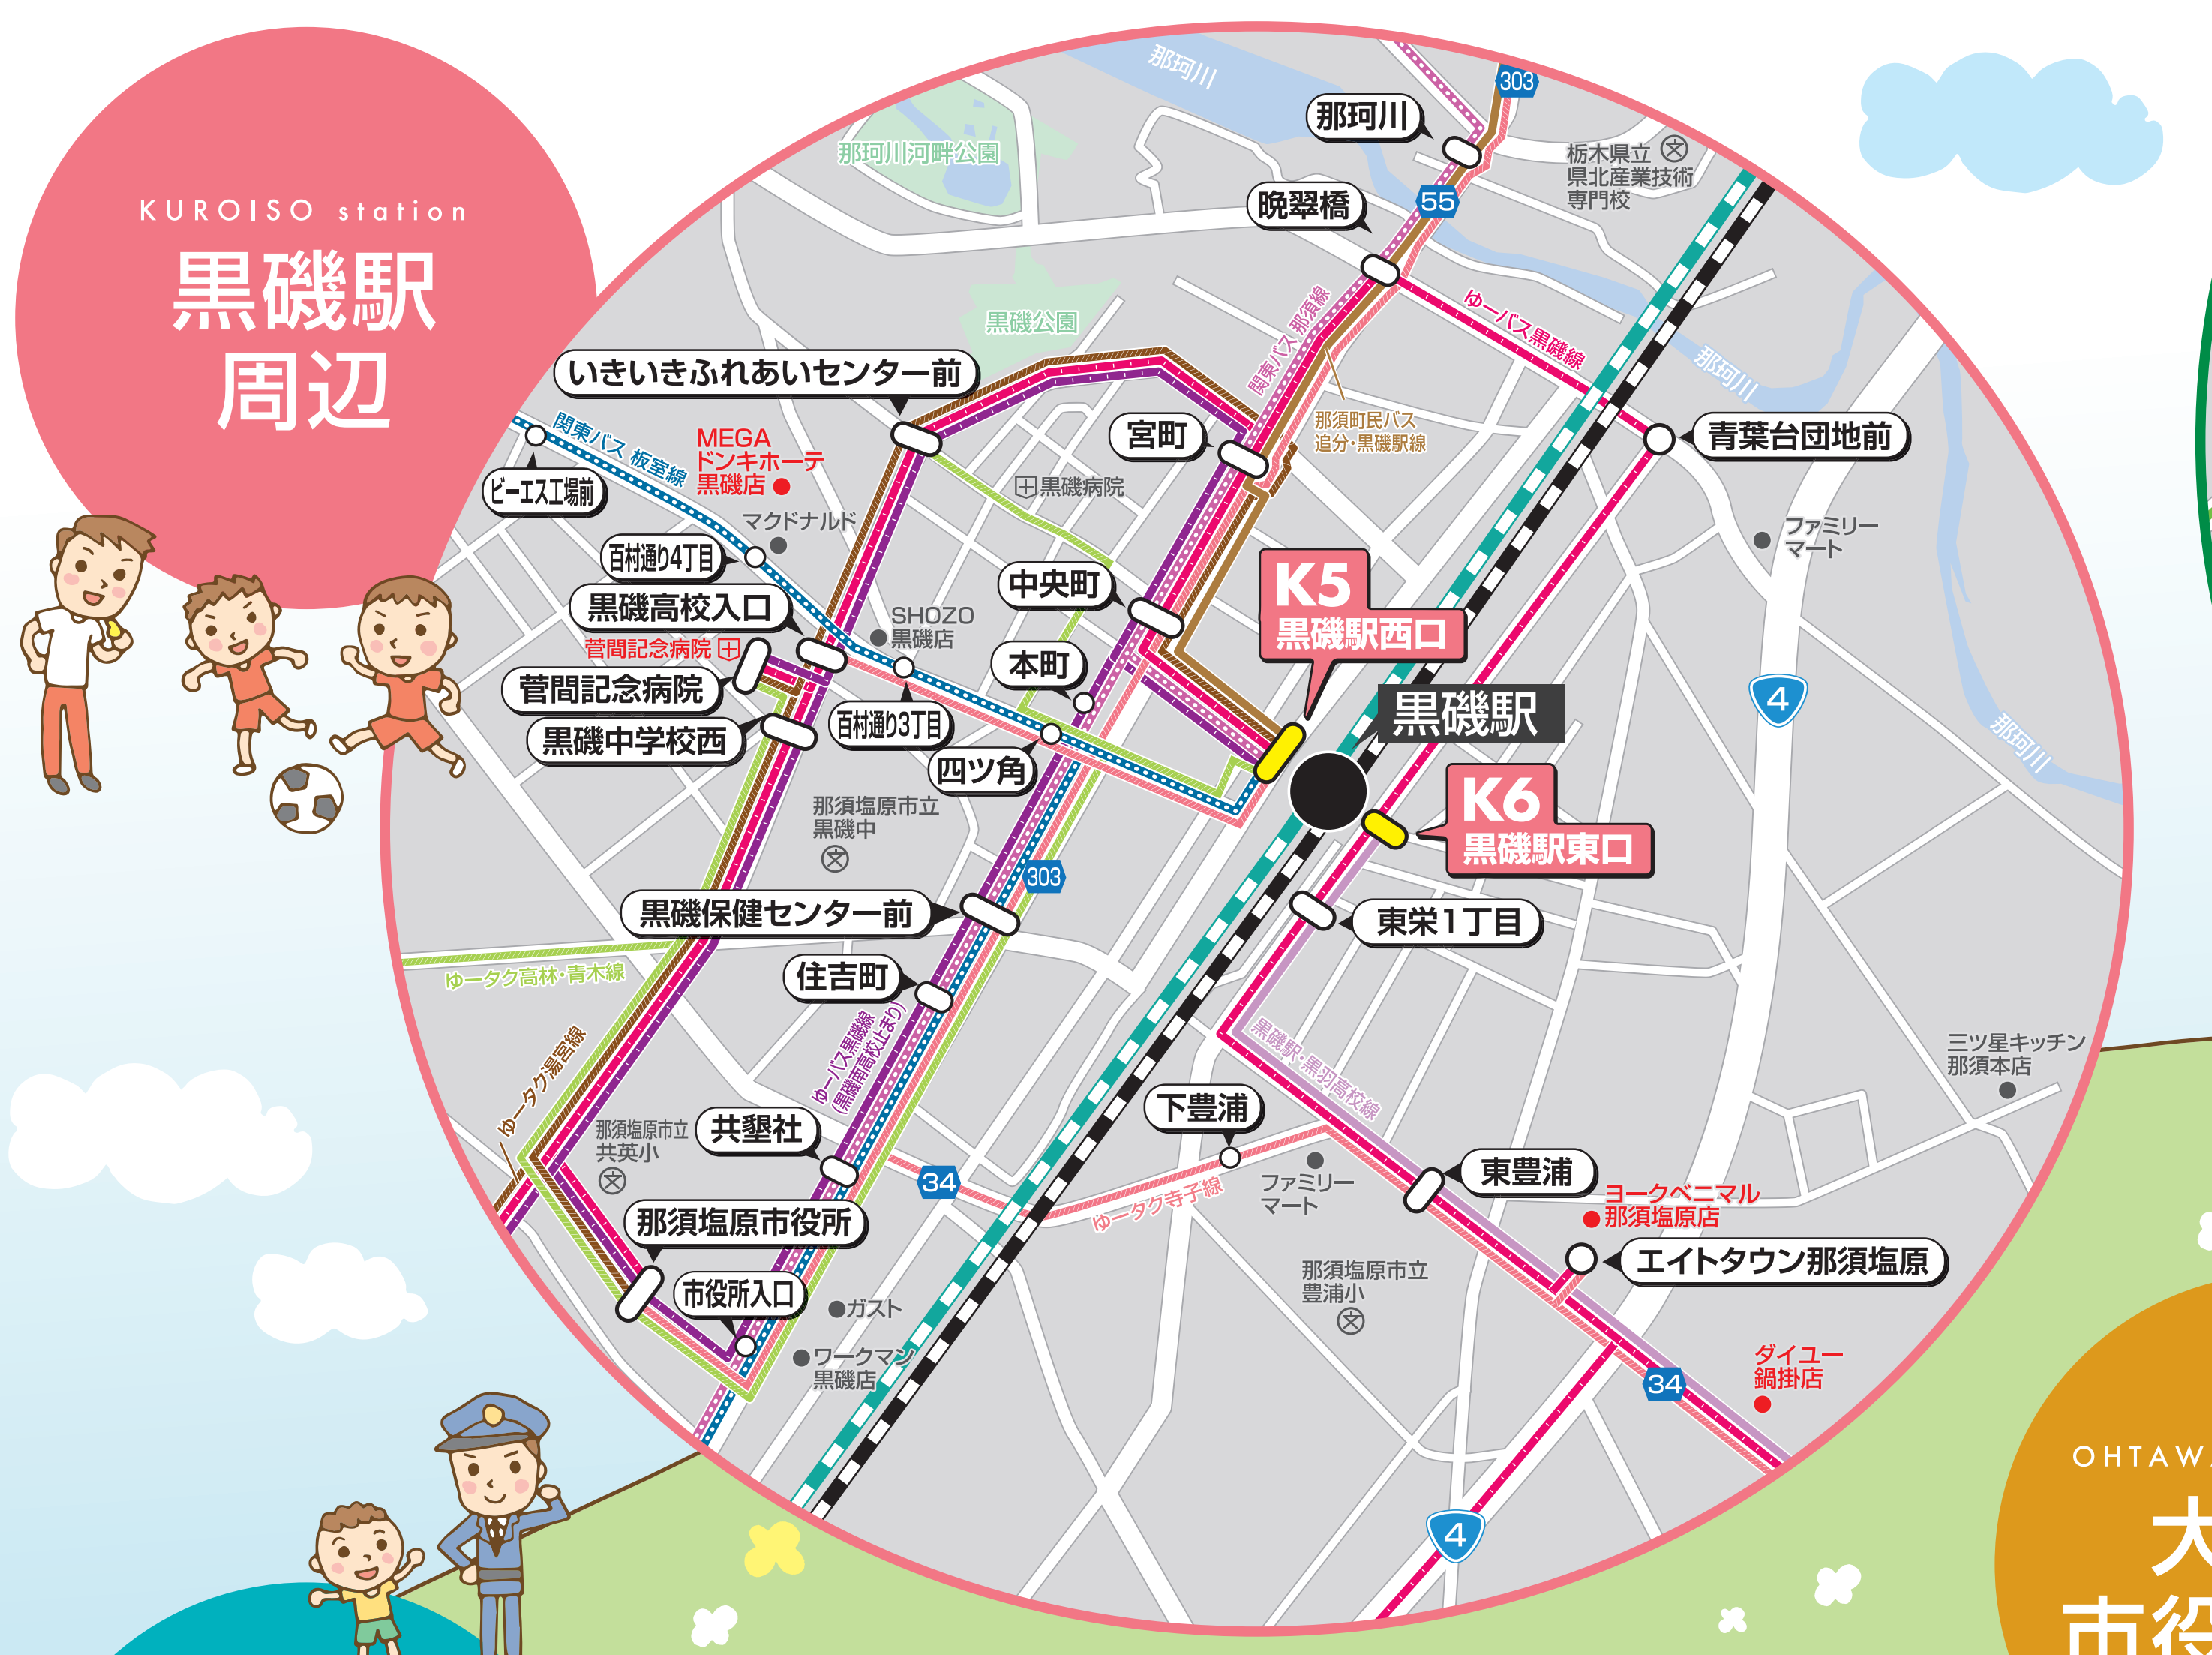 KUROISO station
黒磯駅
周辺
那珂川
303
那珂川
栃木県立
県北産業技術
専門校
那珂川河畔公園
55
晩翠橋
黒磯公園
関東バス 那須線
ゆーバス黒磯線
那珂川
いきいきふれあいセンター前
関東バス 板室線
MEGA
ドンキホーテ
黒磯店
宮町
那須町民バス
追分・黒磯駅線
青葉台団地前
ビーエス工場前
黒磯病院
マクドナルド
ファミリー
マート
百村通り4丁目
中央町
K5
黒磯駅西口
黒磯高校入口
SHOZO
黒磯店
菅間記念病院
本町
菅間記念病院
黒磯駅
4
百村通り3丁目
黒磯中学校西
四ツ角
那珂川
K6
黒磯駅東口
那須塩原市立
黒磯中
303
黒磯保健センター前
東栄1丁目
ゆータク高林・青木線
住吉町
ゆーバス黒磯線
(黒磯南高校止まり)
ゆータク湯宮線
黒磯駅・黒羽高校線
三ツ星キッチン
那須本店
那須塩原市立
共英小
共墾社
下豊浦
34
ゆータク寺子線
ファミリー
マート
東豊浦
ヨークベニマル
那須塩原店
那須塩原市役所
エイトタウン那須塩原
市役所入口
那須塩原市立
豊浦小
ガスト
ワークマン
黒磯店
ダイユー
鍋掛店
34
4
OHTAW
大
市役